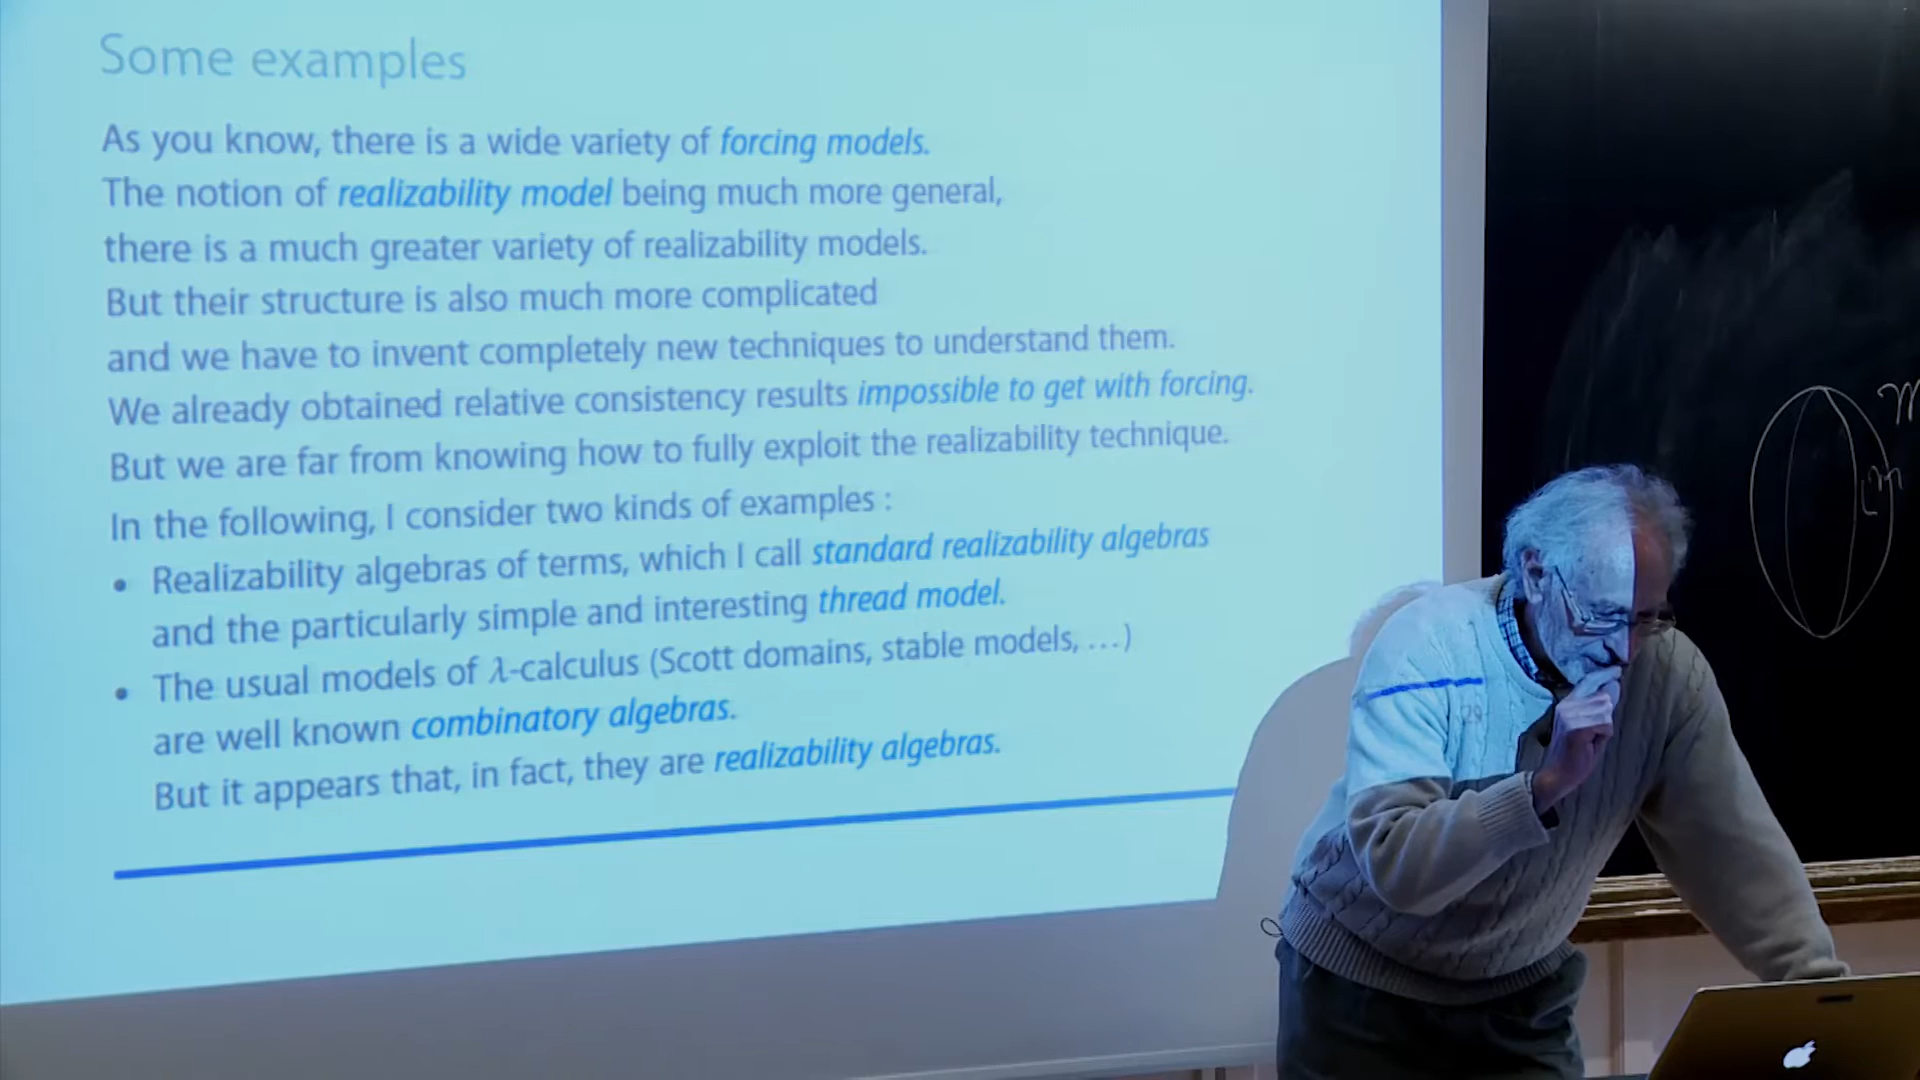 Some examples
As you know, there is a wide variety of forcing models.
The notion of realizability model being much more general,
there is a much greater variety of realizability models.
But their structure is also much more complicated
and we have to invent completely new techniques to understand them.
We already obtained relative consistency results impossible to get with forcing.
But we are far from knowing how to fully exploit the realizability technique.
In the following, I consider two kinds of examples :
• Realizability algebras of terms, which I call standard realizability algebras
and the particularly simple and interesting thread model.
• The usual models of λ-calculus (Scott domains, stable models, …)
are well known combinatory algebras.
But it appears that, in fact, they are realizability algebras.
29